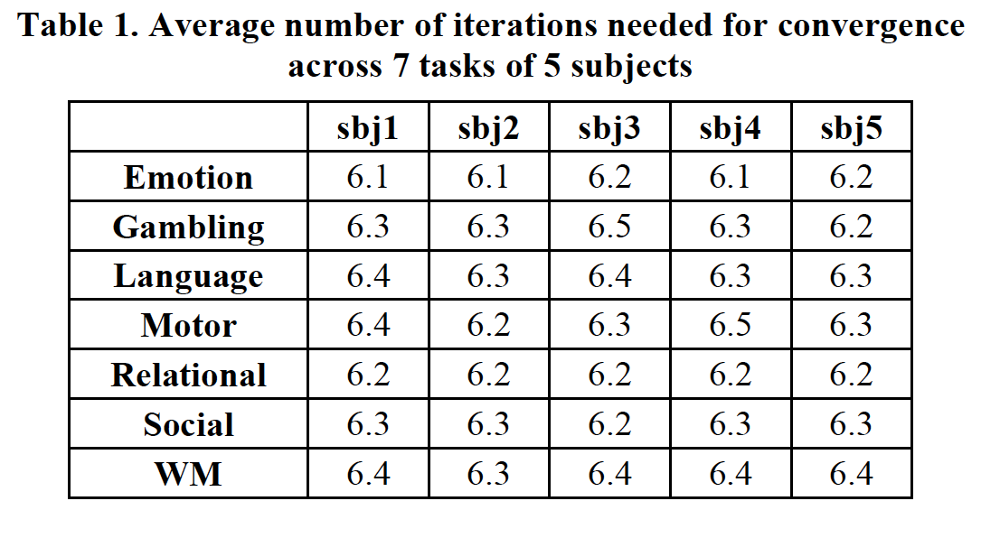 Table 1. Average number of iterations needed for convergence
across 7 tasks of 5 subjects
sbj1 sbj2 sbj3 sbj4 sbj5
Emotion 6.1 6.1 6.2 6.1 6.2
Gambling 6.3 6.3 6.5 6.3 6.2
Language 6.4 6.3 6.4 6.3 6.3
Motor 6.4 6.2 6.3 6.5 6.3
Relational 6.2 6.2 6.2 6.2 6.2
Social 6.3 6.3 6.2 6.3 6.3
WM 6.4 6.3 6.4 6.4 6.4